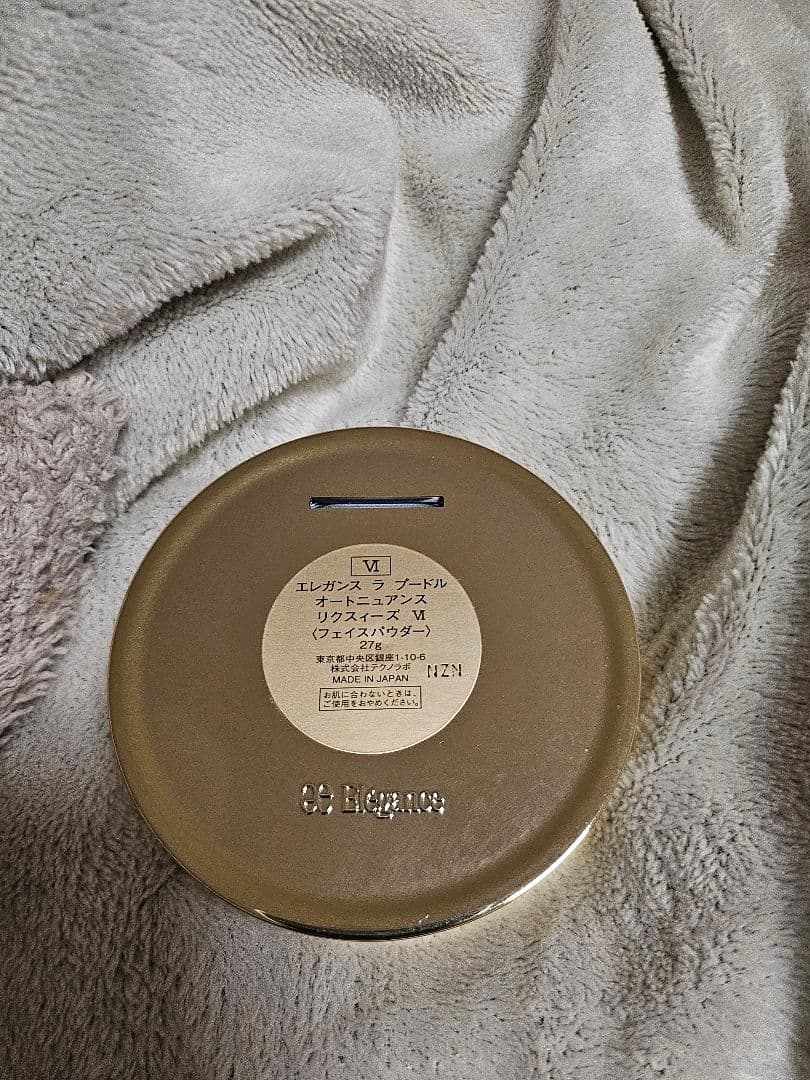 VI
エレガンス ラ プードル
オートニュアンス
リクスィーズ VI
〈フェイスパウダー〉
27g
東京都中央区銀座1-10-6
株式会社テクノラボ
MADE IN JAPAN
NZN
お肌に合わないときは、
ご使用をおやめください。
Elégance